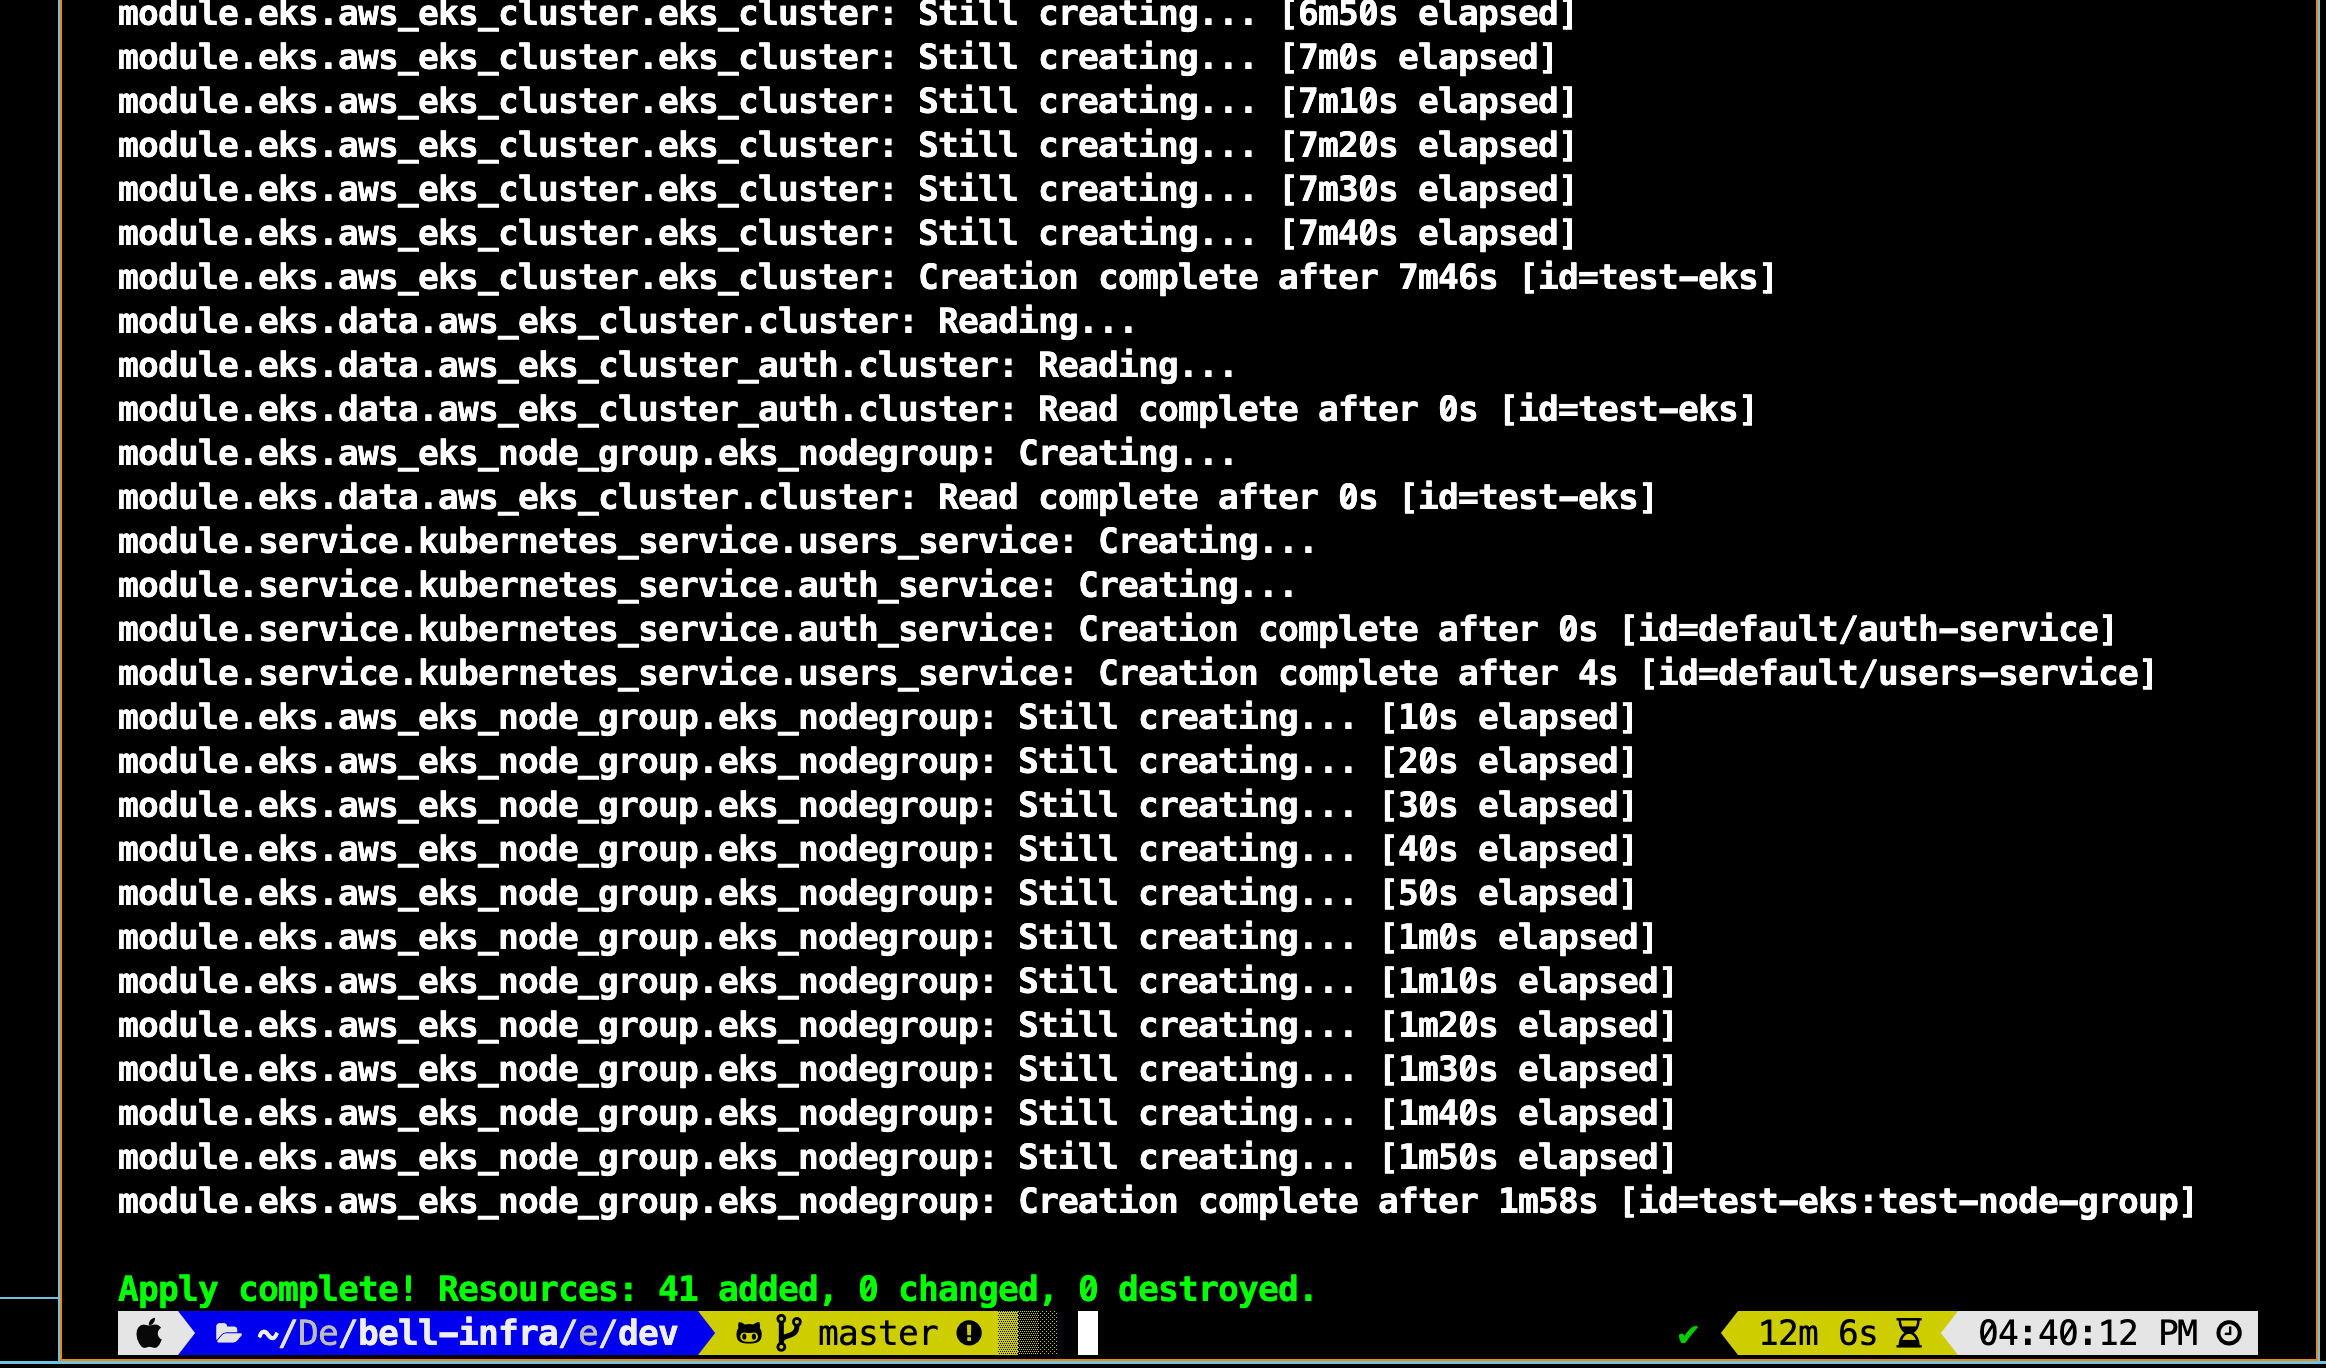 module.eks.aws_eks_cluster.eks_cluster: Still creating... [6m50s elapsed]
module.eks.aws_eks_cluster.eks_cluster: Still creating... [7m0s elapsed]
module.eks.aws_eks_cluster.eks_cluster: Still creating... [7m10s elapsed]
module.eks.aws_eks_cluster.eks_cluster: Still creating... [7m20s elapsed]
module.eks.aws_eks_cluster.eks_cluster: Still creating... [7m30s elapsed]
module.eks.aws_eks_cluster.eks_cluster: Still creating... [7m40s elapsed]
module.eks.aws_eks_cluster.eks_cluster: Creation complete after 7m46s [id=test-eks]
module.eks.data.aws_eks_cluster.cluster: Reading...
module.eks.data.aws_eks_cluster_auth.cluster: Reading...
module.eks.data.aws_eks_cluster_auth.cluster: Read complete after 0s [id=test-eks]
module.eks.aws_eks_node_group.eks_nodegroup: Creating...
module.eks.data.aws_eks_cluster.cluster: Read complete after 0s [id=test-eks]
module.service.kubernetes_service.users_service: Creating...
module.service.kubernetes_service.auth_service: Creating...
module.service.kubernetes_service.auth_service: Creation complete after 0s [id=default/auth-service]
module.service.kubernetes_service.users_service: Creation complete after 4s [id=default/users-service]
module.eks.aws_eks_node_group.eks_nodegroup: Still creating... [10s elapsed]
module.eks.aws_eks_node_group.eks_nodegroup: Still creating... [20s elapsed]
module.eks.aws_eks_node_group.eks_nodegroup: Still creating... [30s elapsed]
module.eks.aws_eks_node_group.eks_nodegroup: Still creating... [40s elapsed]
module.eks.aws_eks_node_group.eks_nodegroup: Still creating... [50s elapsed]
module.eks.aws_eks_node_group.eks_nodegroup: Still creating... [1m0s elapsed]
module.eks.aws_eks_node_group.eks_nodegroup: Still creating... [1m10s elapsed]
module.eks.aws_eks_node_group.eks_nodegroup: Still creating... [1m20s elapsed]
module.eks.aws_eks_node_group.eks_nodegroup: Still creating... [1m30s elapsed]
module.eks.aws_eks_node_group.eks_nodegroup: Still creating... [1m40s elapsed]
module.eks.aws_eks_node_group.eks_nodegroup: Still creating... [1m50s elapsed]
module.eks.aws_eks_node_group.eks_nodegroup: Creation complete after 1m58s [id=test-eks:test-node-group]
Apply complete! Resources: 41 added, 0 changed, 0 destroyed.
~/De/bell-infra/e/dev master ! ✔ 12m 6s 04:40:12 PM